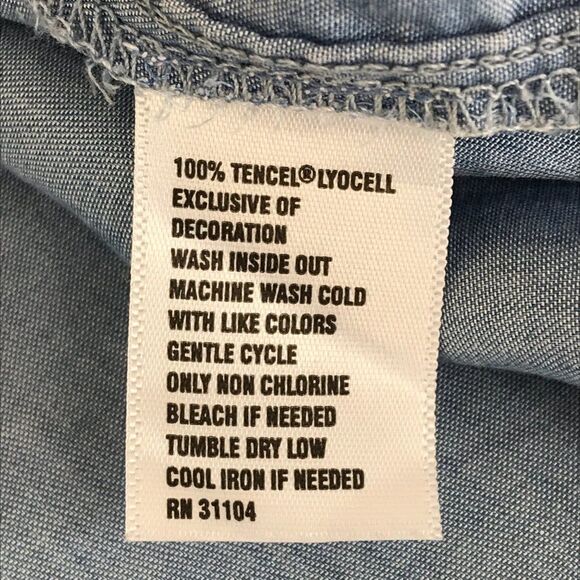 100% TENCEL®LYOCELL
EXCLUSIVE OF
DECORATION
WASH INSIDE OUT
MACHINE WASH COLD
WITH LIKE COLORS
GENTLE CYCLE
ONLY NON CHLORINE
BLEACH IF NEEDED
TUMBLE DRY LOW
COOL IRON IF NEEDED
RN 31104